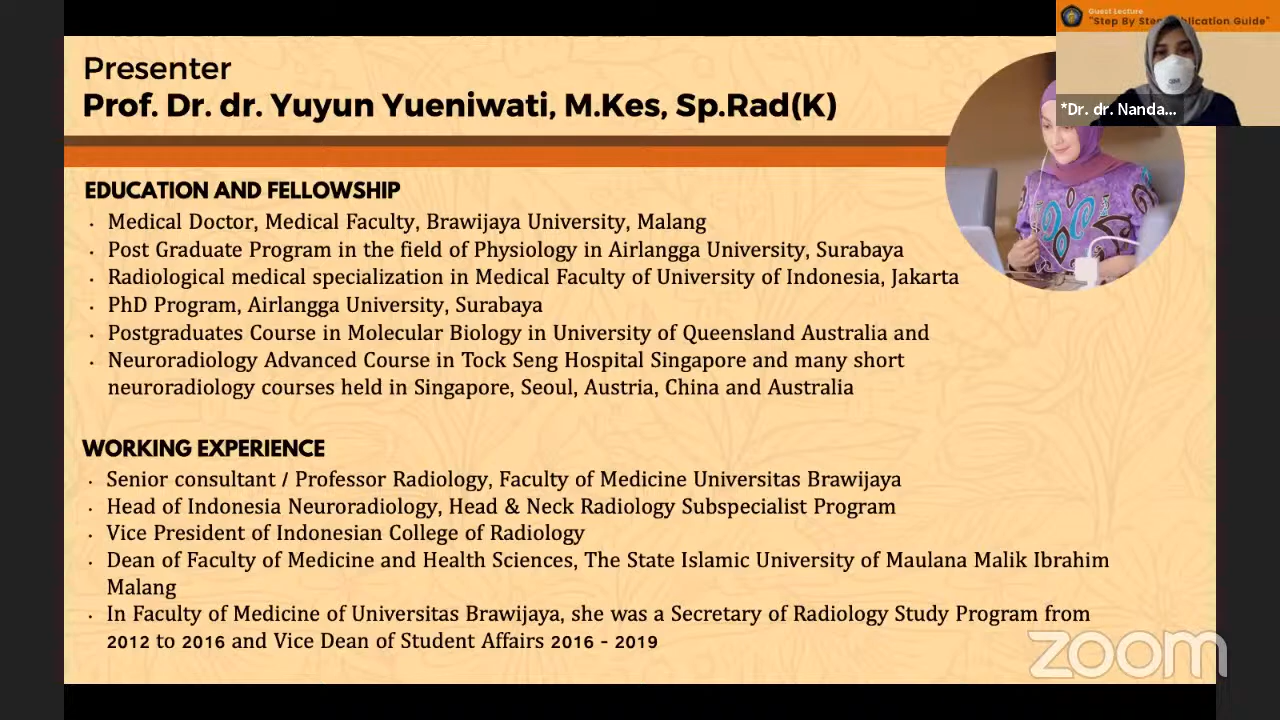 Guest Lecture
"Step By Step Publication Guide"
*Dr. dr. Nanda...
Presenter
Prof. Dr. dr. Yuyun Yueniwati, M.Kes, Sp.Rad(K)
EDUCATION AND FELLOWSHIP
· Medical Doctor, Medical Faculty, Brawijaya University, Malang
· Post Graduate Program in the field of Physiology in Airlangga University, Surabaya
· Radiological medical specialization in Medical Faculty of University of Indonesia, Jakarta
· PhD Program, Airlangga University, Surabaya
· Postgraduates Course in Molecular Biology in University of Queensland Australia and
· Neuroradiology Advanced Course in Tock Seng Hospital Singapore and many short
neuroradiology courses held in Singapore, Seoul, Austria, China and Australia
WORKING EXPERIENCE
· Senior consultant / Professor Radiology, Faculty of Medicine Universitas Brawijaya
· Head of Indonesia Neuroradiology, Head & Neck Radiology Subspecialist Program
· Vice President of Indonesian College of Radiology
· Dean of Faculty of Medicine and Health Sciences, The State Islamic University of Maulana Malik Ibrahim
Malang
· In Faculty of Medicine of Universitas Brawijaya, she was a Secretary of Radiology Study Program from
2012 to 2016 and Vice Dean of Student Affairs 2016 - 2019
zoom